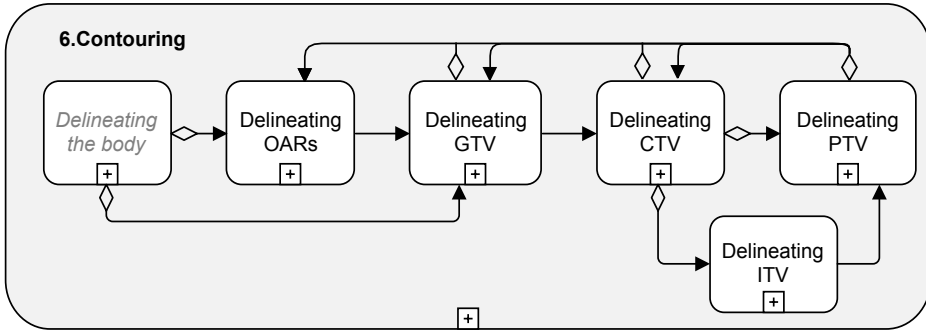 6.Contouring
Delineating
the body
Delineating
OARs
Delineating
GTV
Delineating
CTV
Delineating
PTV
Delineating
ITV